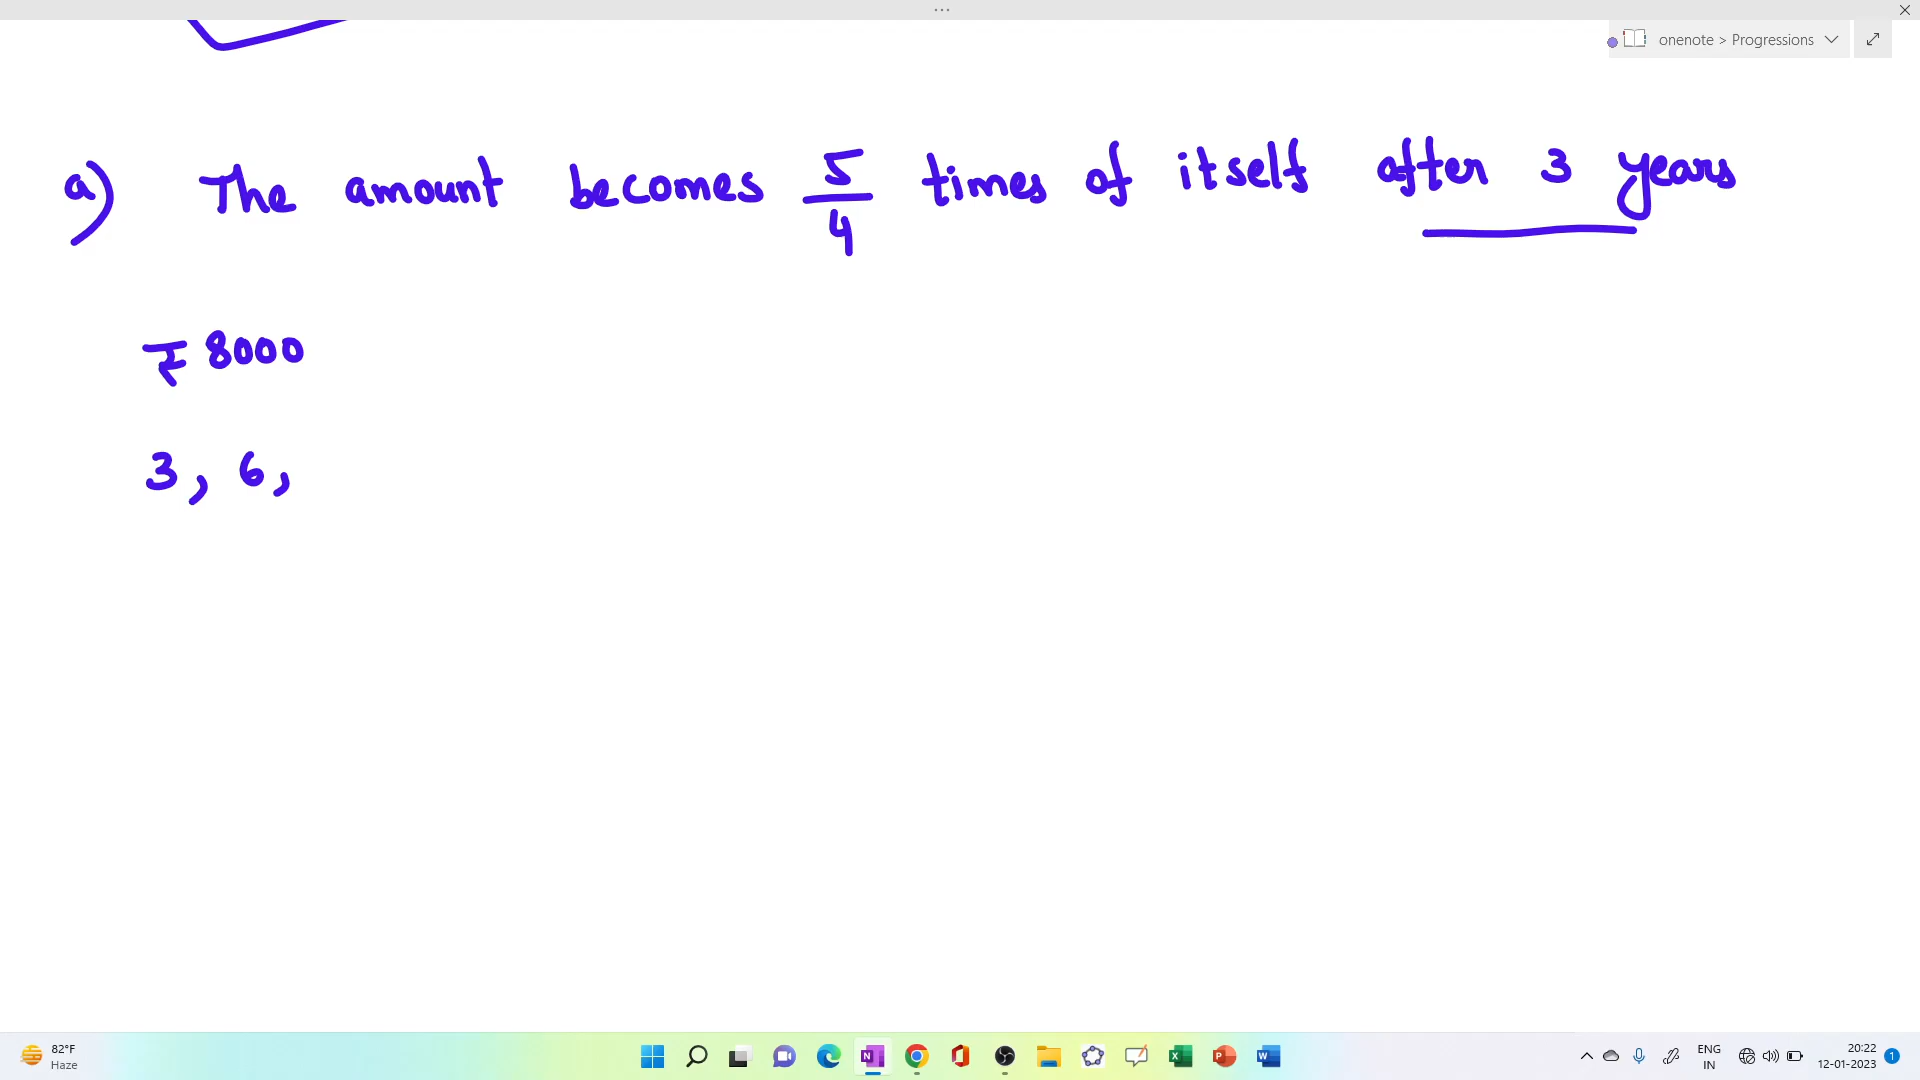 onenote > Progressions
a) The amount becomes 5/4 times of itself after 3 years
₹ 8000
3, 6,
82°F
Haze
ENG
IN
20:22
12-01-2023
1